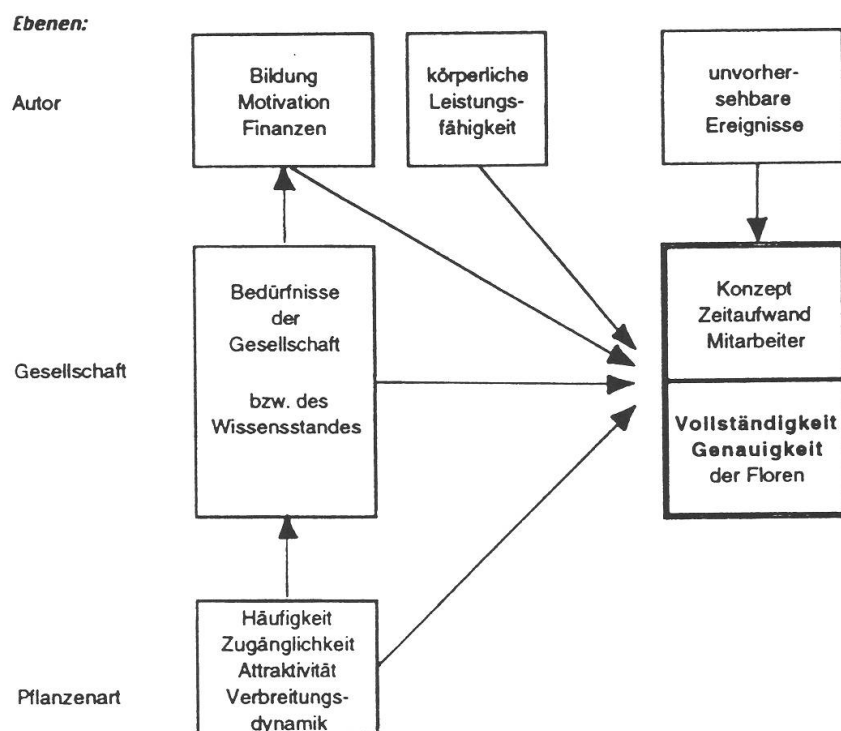 Ebenen:
Autor
Bildung
Motivation
Finanzen
körperliche
Leistungs-
fähigkeit
unvorher-
sehbare
Ereignisse
Gesellschaft
Bedürfnisse
der
Gesellschaft
bzw. des
Wissensstandes
Konzept
Zeitaufwand
Mitarbeiter
Vollständigkeit
Genauigkeit
der Floren
Pflanzenart
Häufigkeit
Zugänglichkeit
Attraktivität
Verbreitungs-
dynamik